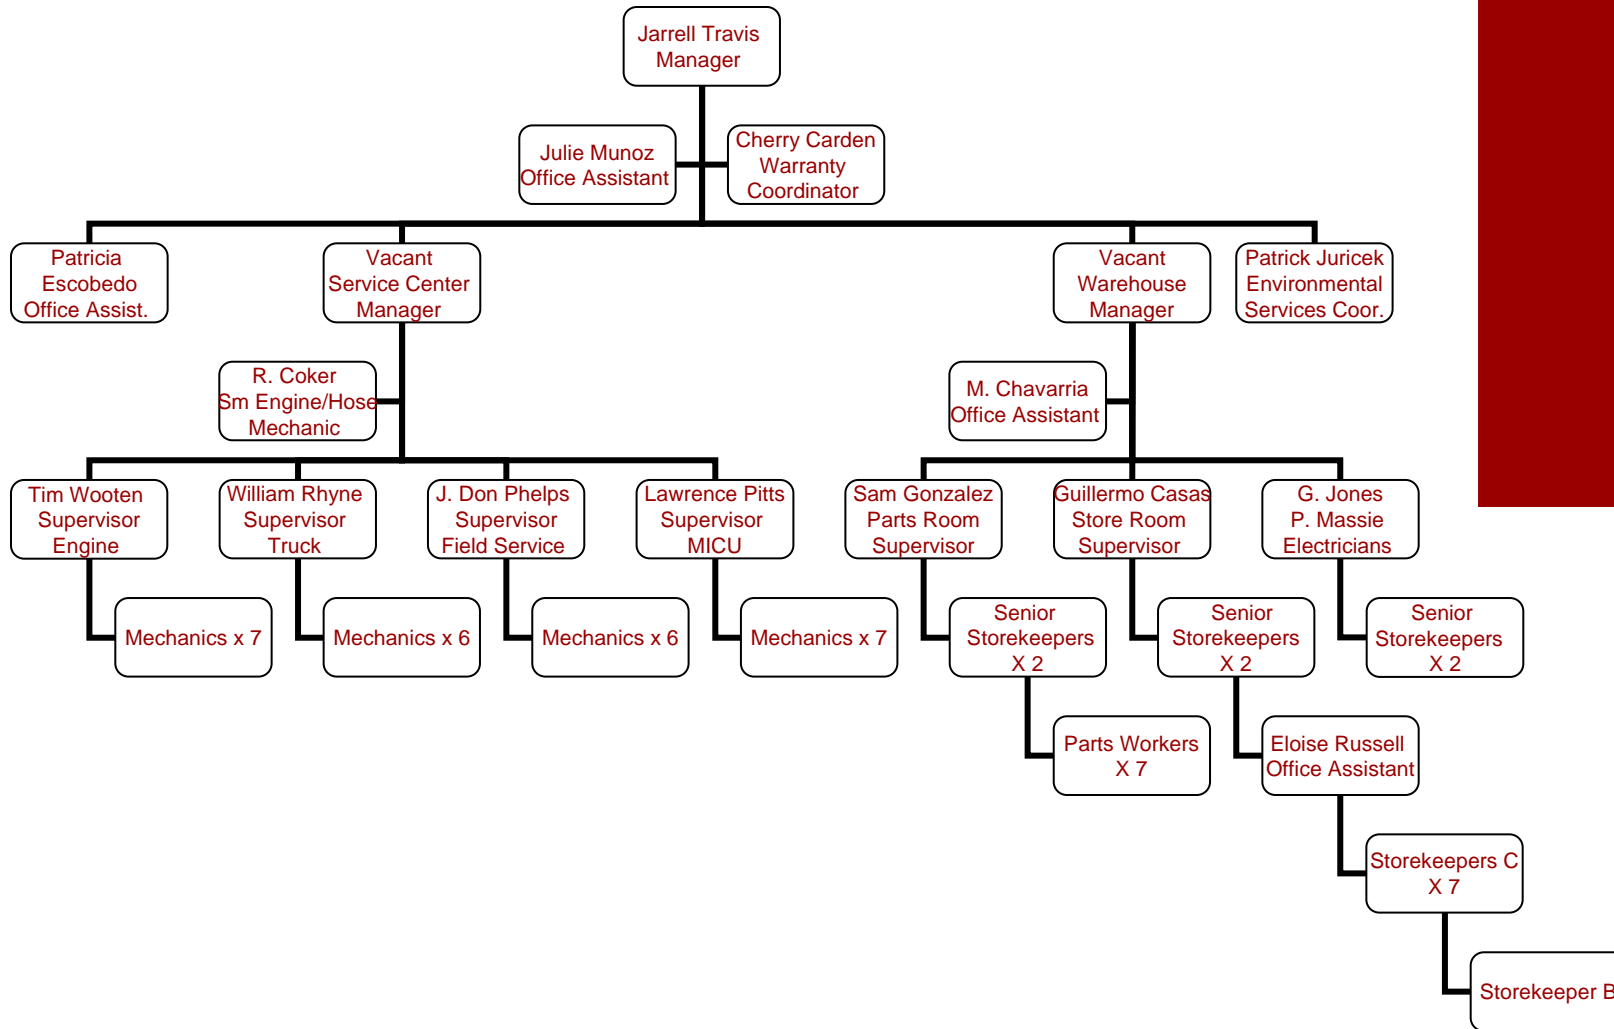 Jarrell Travis
Manager
Julie Munoz
Office Assistant
Cherry Carden
Warranty
Coordinator
Patricia
Escobedo
Office Assist.
Vacant
Service Center
Manager
Vacant
Warehouse
Manager
Patrick Juricek
Environmental
Services Coor.
R. Coker
Sm Engine/Hose
Mechanic
M. Chavarria
Office Assistant
Tim Wooten
Supervisor
Engine
William Rhyne
Supervisor
Truck
J. Don Phelps
Supervisor
Field Service
Lawrence Pitts
Supervisor
MICU
Sam Gonzalez
Parts Room
Supervisor
Guillermo Casas
Store Room
Supervisor
G. Jones
P. Massie
Electricians
Mechanics x 7
Mechanics x 6
Mechanics x 6
Mechanics x 7
Senior
Storekeepers
X 2
Senior
Storekeepers
X 2
Senior
Storekeepers
X 2
Parts Workers
X 7
Eloise Russell
Office Assistant
Storekeepers C
X 7
Storekeeper B